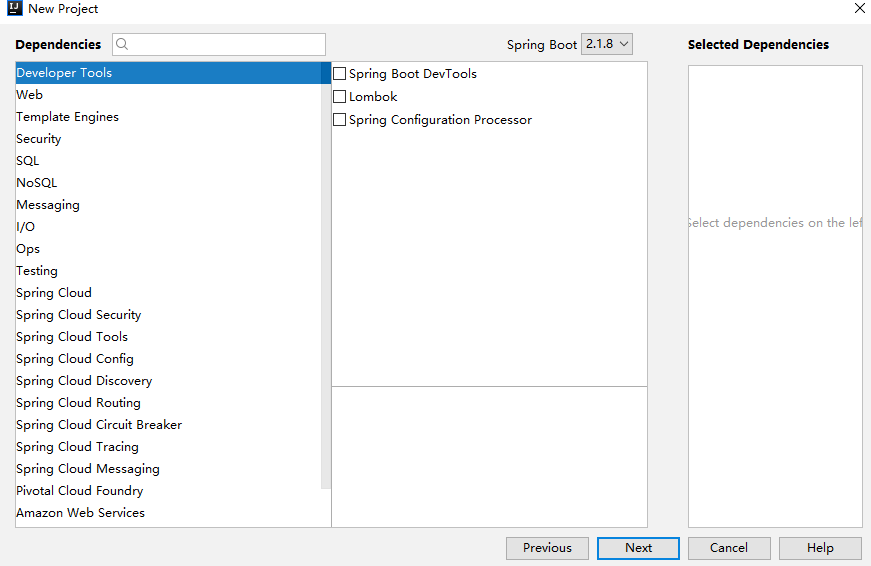 New Project
Dependencies
Spring Boot 2.1.8
Selected Dependencies
Developer Tools
Web
Template Engines
Security
SQL
NoSQL
Messaging
I/O
Ops
Testing
Spring Cloud
Spring Cloud Security
Spring Cloud Tools
Spring Cloud Config
Spring Cloud Discovery
Spring Cloud Routing
Spring Cloud Circuit Breaker
Spring Cloud Tracing
Spring Cloud Messaging
Pivotal Cloud Foundry
Amazon Web Services
Spring Boot DevTools
Lombok
Spring Configuration Processor
Select dependencies on the lef
Previous
Next
Cancel
Help